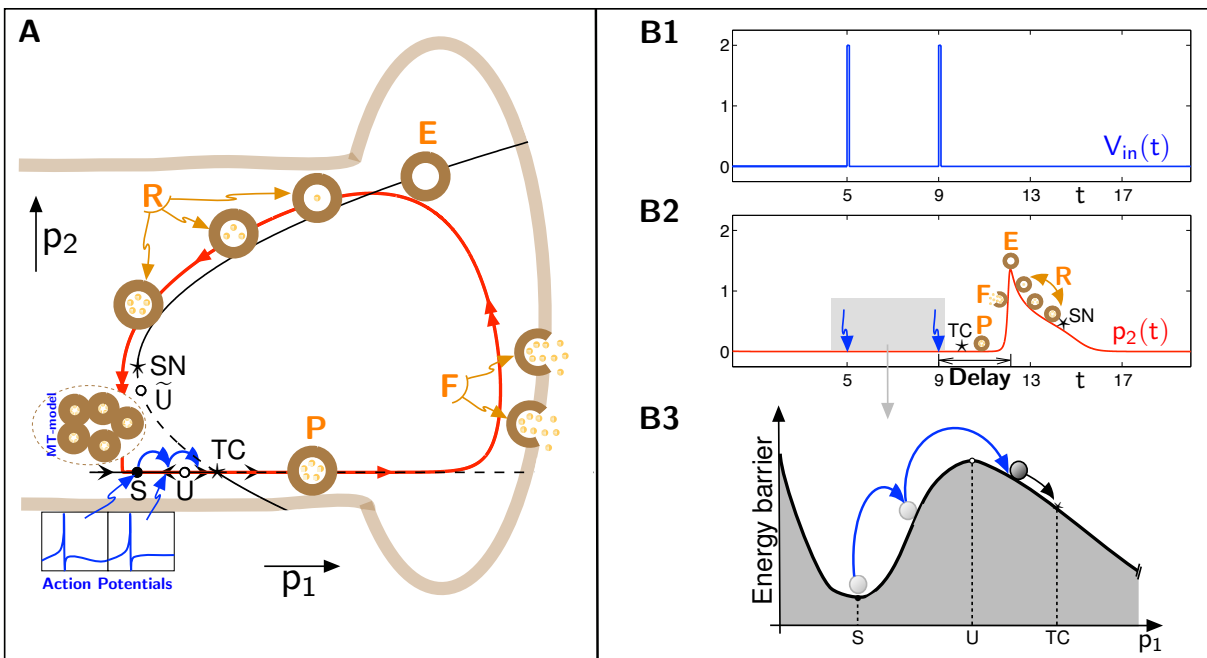 A
E
R
p₂
SN
Ũ
MT-model
F
P
TC
S
U
Action Potentials
p₁
B1
2
1
0
V_in(t)
5 9 13 t 17
B2
2
E
R
1
F
SN
TC P
p₂(t)
0
5 9 Delay 13 t 17
B3
Energy barrier
S U TC p₁